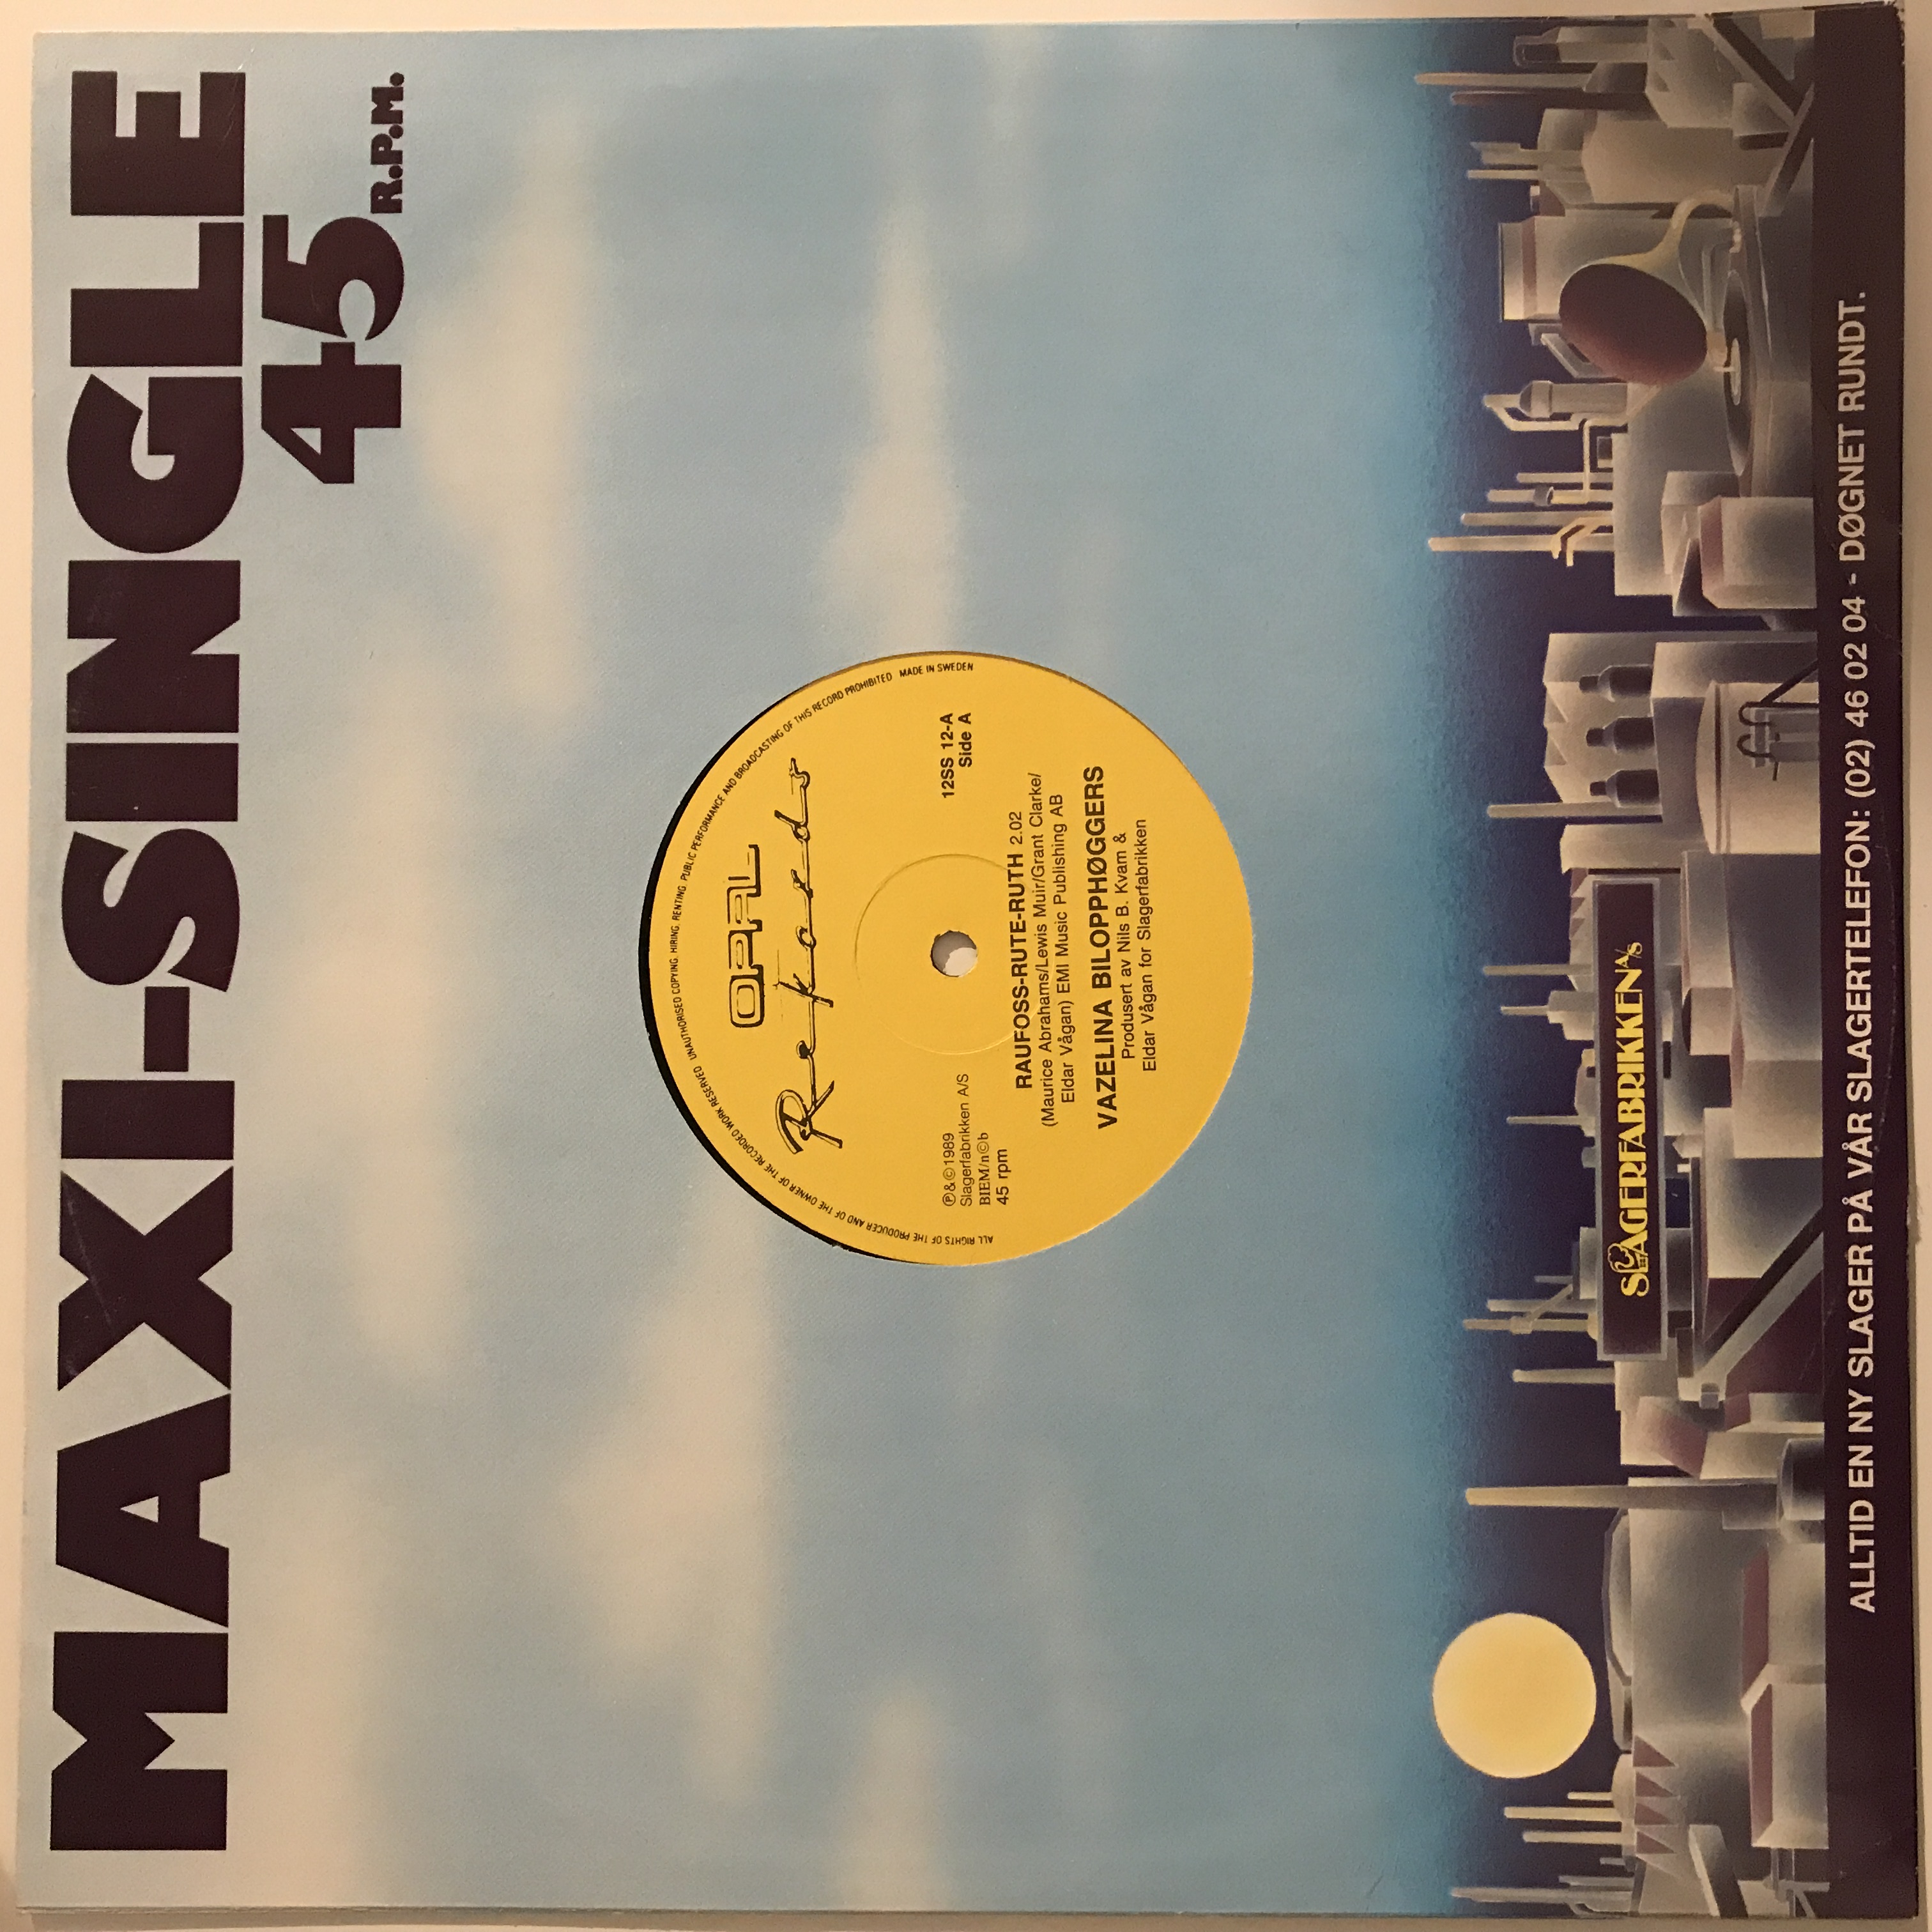 MAXI-SINGLE
45 R.P.M.
ALL RIGHTS OF THE PRODUCER AND OF THE OWNER OF THE RECORDED WORK RESERVED UNAUTHORISED COPYING, HIRING, RENTING, PUBLIC PERFORMANCE AND BROADCASTING OF THIS RECORD PROHIBITED MADE IN SWEDEN
OPAL
Rekords
Ⓟ&©1989
Slagerfabrikken A/S
BIEM/n©b
45 rpm
12SS 12-A
Side A
RAUFOSS-RUTE-RUTH 2.02
(Maurice Abrahams/Lewis Muir/Grant Clarke/
Eldar Vågan) EMI Music Publishing AB
VAZELINA BILOPPHØGGERS
Produsert av Nils B. Kvam &
Eldar Vågan for Slagerfabrikken
SLAGERFABRIKKEN A/S
ALLTID EN NY SLAGER PÅ VÅR SLAGERTELEFON: (02) 46 02 04 - DØGNET RUNDT.